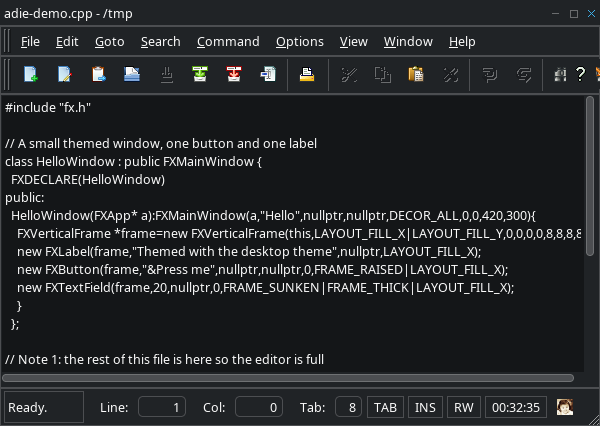 adie-demo.cpp - /tmp
File Edit Goto Search Command Options View Window Help
#include "fx.h"
// A small themed window, one button and one label
class HelloWindow : public FXMainWindow {
FXDECLARE(HelloWindow)
public:
HelloWindow(FXApp* a):FXMainWindow(a,"Hello",nullptr,nullptr,DECOR_ALL,0,0,420,300){
FXVerticalFrame *frame=new FXVerticalFrame(this,LAYOUT_FILL_X|LAYOUT_FILL_Y,0,0,0,0,8,8,8,8
new FXLabel(frame,"Themed with the desktop theme",nullptr,LAYOUT_FILL_X);
new FXButton(frame,"&Press me",nullptr,nullptr,0,FRAME_RAISED|LAYOUT_FILL_X);
new FXTextField(frame,20,nullptr,0,FRAME_SUNKEN|FRAME_THICK|LAYOUT_FILL_X);
}
};
// Note 1: the rest of this file is here so the editor is full
Ready. Line: 1 Col: 0 Tab: 8 TAB INS RW 00:32:35